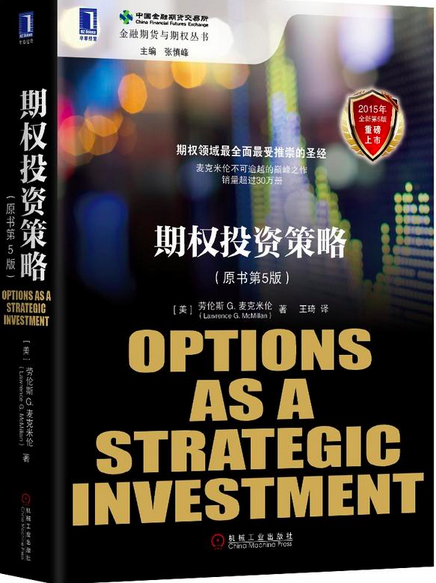 中国金融期货交易所
China Financial Futures Exchange
金融期货与期权丛书
主编 张慎峰
2015年
全新第5版
重磅
上市
期权领域最全面最受推崇的圣经
麦克米伦不可逾越的巅峰之作
销量超过30万册
期权投资策略
(原书第5版)
[美] 劳伦斯 G. 麦克米伦 著 王琦 译
(Lawrence G. McMillan)
OPTIONS
AS A
STRATEGIC
INVESTMENT
机械工业出版社
China Machine Press
期权投资策略
(原书第5版)
OPTIONS AS A
STRATEGIC
INVESTMENT
[美] 劳伦斯 G. 麦克米伦 著
(Lawrence G. McMillan)
机械工业出版社
China Machine Press